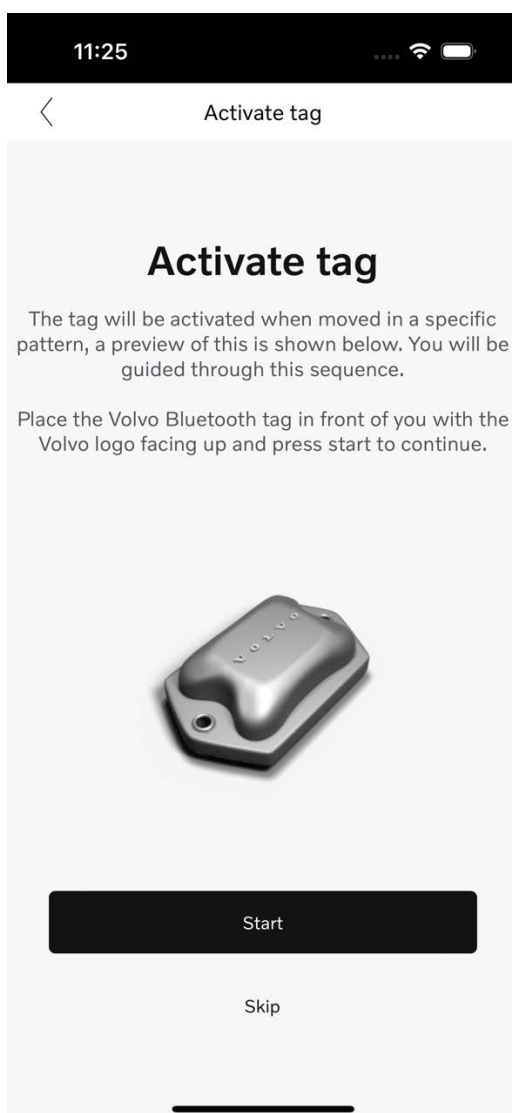 11:25
Activate tag
Activate tag
The tag will be activated when moved in a specific
pattern, a preview of this is shown below. You will be
guided through this sequence.
Place the Volvo Bluetooth tag in front of you with the
Volvo logo facing up and press start to continue.
VOLVO
Start
Skip